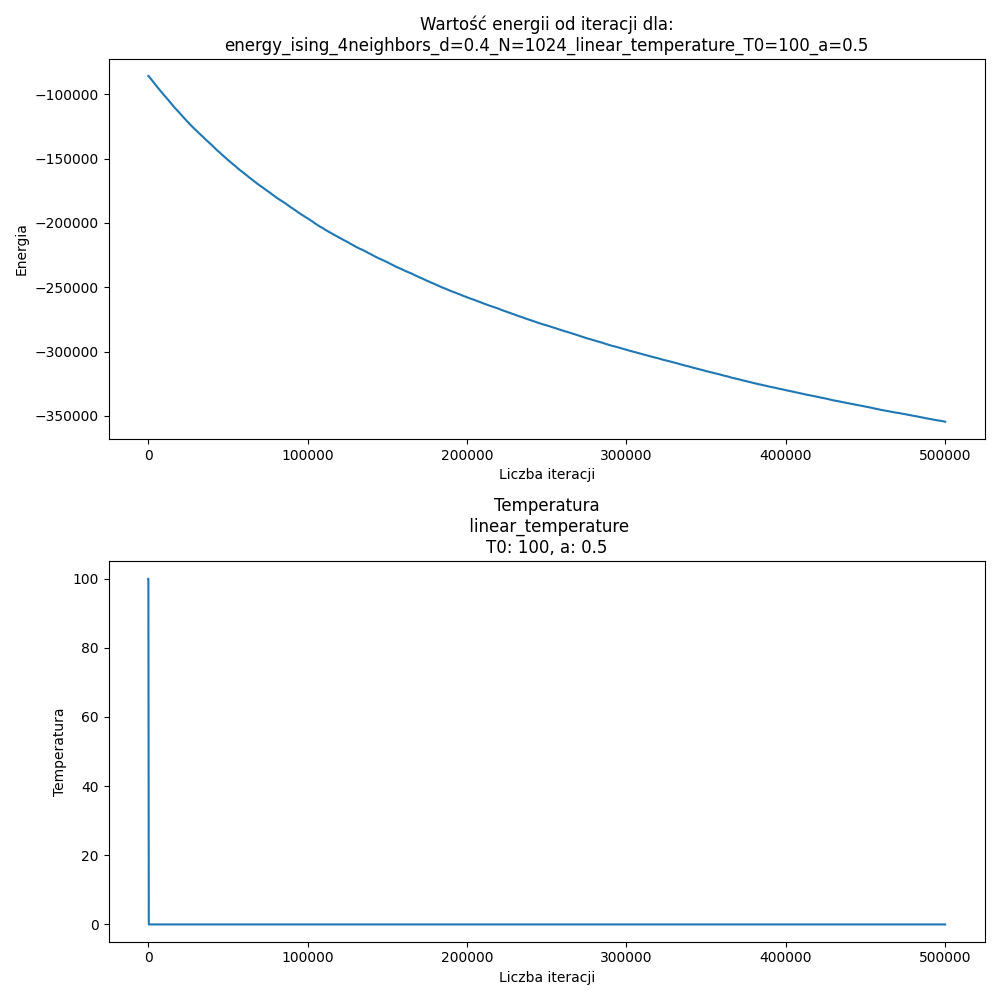 Wartość energii od iteracji dla:
energy_ising_4neighbors_d=0.4_N=1024_linear_temperature_T0=100_a=0.5
−100000
−150000
−200000
−250000
−300000
−350000
Energia
0 100000 200000 300000 400000 500000
Liczba iteracji
Temperatura
linear_temperature
T0: 100, a: 0.5
100
80
60
40
20
0
Temperatura
0 100000 200000 300000 400000 500000
Liczba iteracji